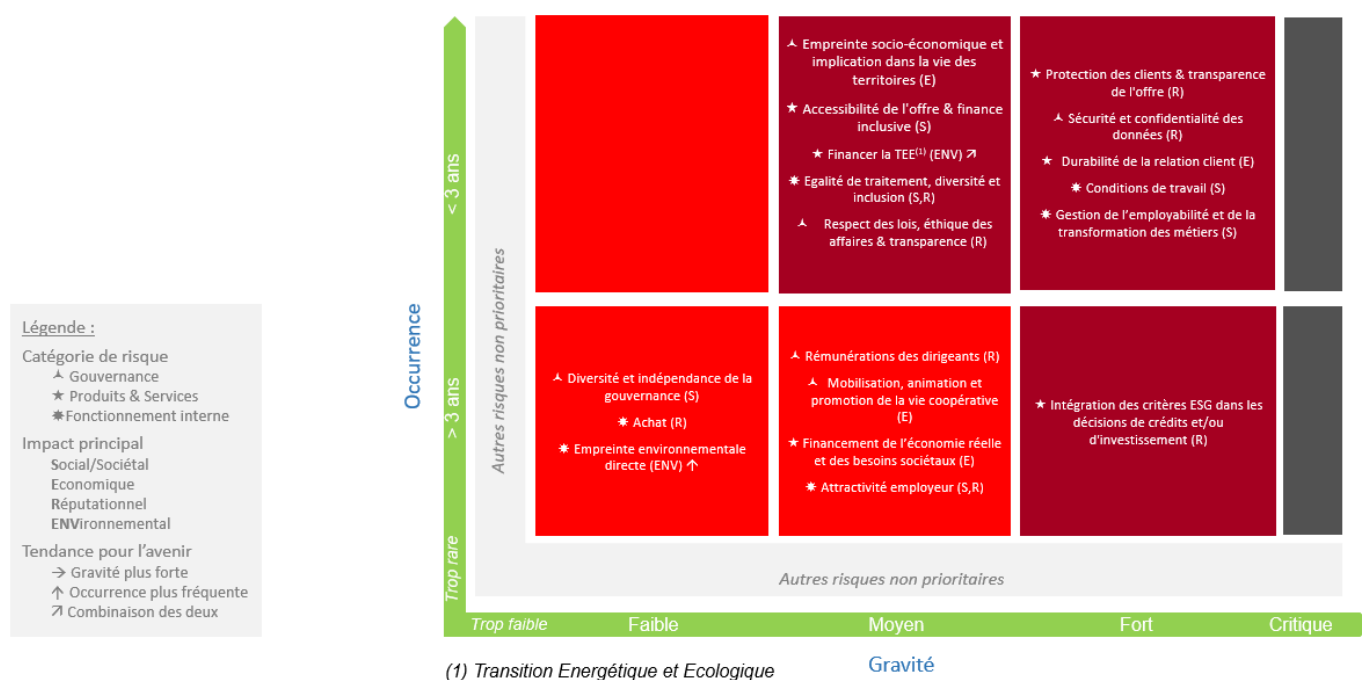 Légende :
Catégorie de risque
Gouvernance
★ Produits & Services
✸Fonctionnement interne
Impact principal
Social/Sociétal
Economique
Réputationnel
ENVironnemental
Tendance pour l'avenir
→ Gravité plus forte
↑ Occurrence plus fréquente
↗ Combinaison des deux
Occurrence
< 3 ans
> 3 ans
Trop rare
Autres risques non prioritaires
Empreinte socio-économique et
implication dans la vie des
territoires (E)
★ Accessibilité de l'offre & finance
inclusive (S)
★ Financer la TEE(1) (ENV) ↗
✸ Egalité de traitement, diversité et
inclusion (S,R)
Respect des lois, éthique des
affaires & transparence (R)
★ Protection des clients & transparence
de l'offre (R)
Sécurité et confidentialité des
données (R)
★ Durabilité de la relation client (E)
✸ Conditions de travail (S)
✸ Gestion de l'employabilité et de la
transformation des métiers (S)
Diversité et indépendance de la
gouvernance (S)
✸ Achat (R)
✸ Empreinte environnementale
directe (ENV) ↑
Rémunérations des dirigeants (R)
Mobilisation, animation et
promotion de la vie coopérative
(E)
★ Financement de l'économie réelle
et des besoins sociétaux (E)
✸ Attractivité employeur (S,R)
★ Intégration des critères ESG dans les
décisions de crédits et/ou
d'investissement (R)
Autres risques non prioritaires
Trop faible
Faible
Moyen
Fort
Critique
Gravité
(1) Transition Energétique et Ecologique